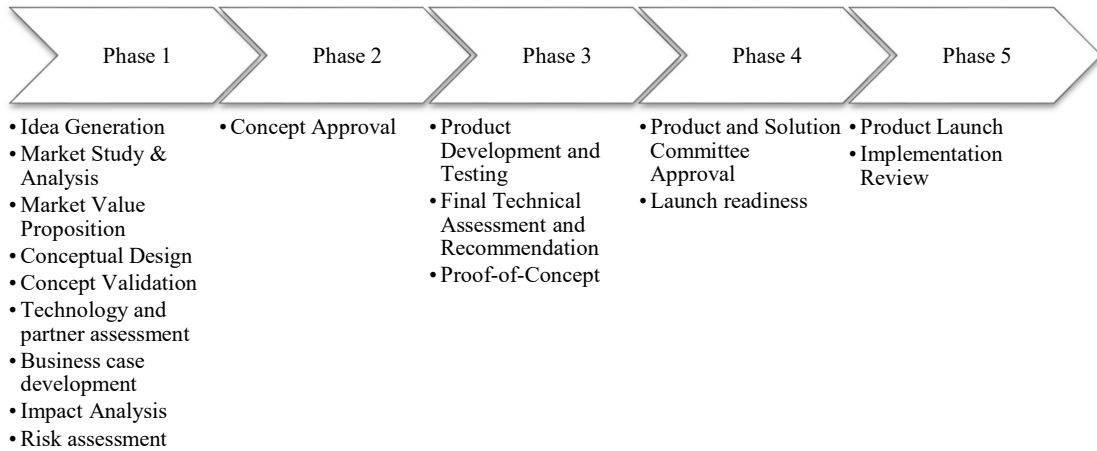 Phase 1
Phase 2
Phase 3
Phase 4
Phase 5
• Idea Generation
• Market Study &
Analysis
• Market Value
Proposition
• Conceptual Design
• Concept Validation
• Technology and
partner assessment
• Business case
development
• Impact Analysis
• Risk assessment
• Concept Approval
• Product
Development and
Testing
• Final Technical
Assessment and
Recommendation
• Proof-of-Concept
• Product and Solution
Committee
Approval
• Launch readiness
• Product Launch
• Implementation
Review